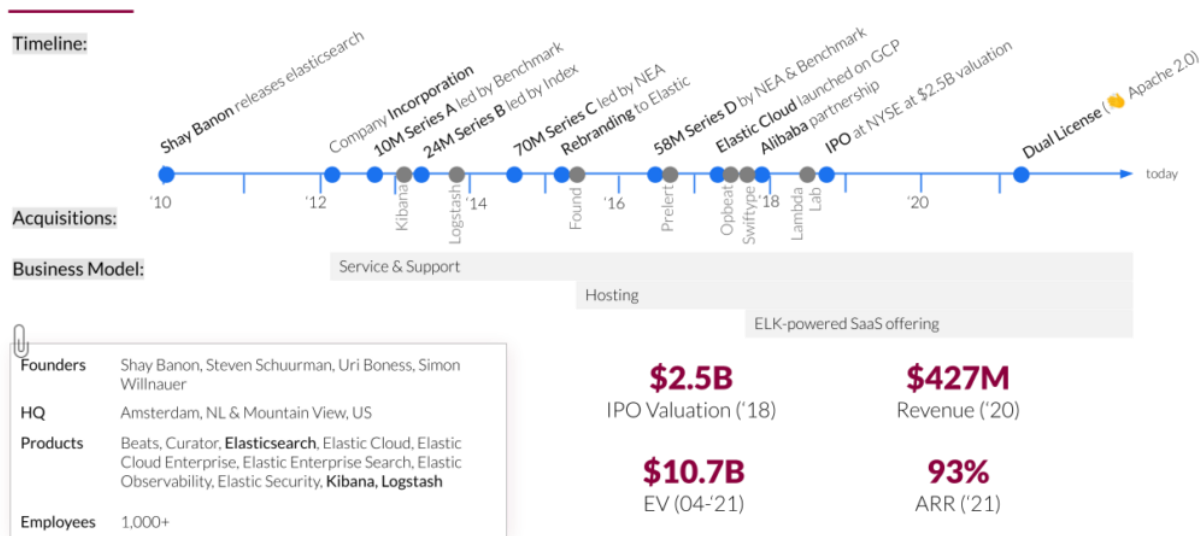 Timeline:
Shay Banon releases elasticsearch
Company Incorporation
10M Series A led by Benchmark
24M Series B led by Index
70M Series C led by NEA
Rebranding to Elastic
58M Series D by NEA & Benchmark
Elastic Cloud launched on GCP
Alibaba partnership
IPO at NYSE at $2.5B valuation
Dual License (👏 Apache 2.0)
today
'10
'12
'14
'16
'18
'20
Acquisitions:
Kibana
Logstash
Found
Prelert
Opbeat
Swiftype
Lambda
Lab
Business Model:
Service & Support
Hosting
ELK-powered SaaS offering
Founders
Shay Banon, Steven Schuurman, Uri Boness, Simon
Willnauer
HQ
Amsterdam, NL & Mountain View, US
Products
Beats, Curator, Elasticsearch, Elastic Cloud, Elastic
Cloud Enterprise, Elastic Enterprise Search, Elastic
Observability, Elastic Security, Kibana, Logstash
Employees
1,000+
$2.5B
IPO Valuation ('18)
$427M
Revenue ('20)
$10.7B
EV (04-'21)
93%
ARR ('21)